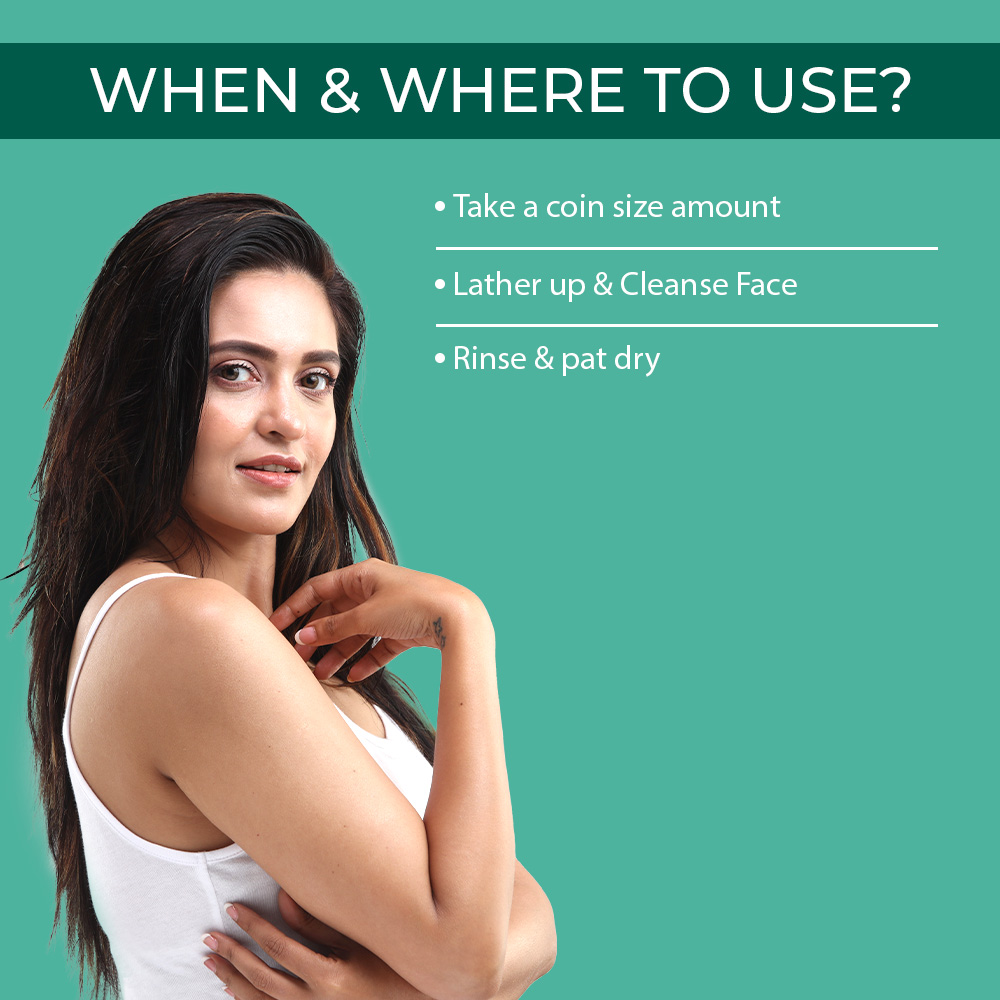 WHEN & WHERE TO USE?
• Take a coin size amount
• Lather up & Cleanse Face
• Rinse & pat dry